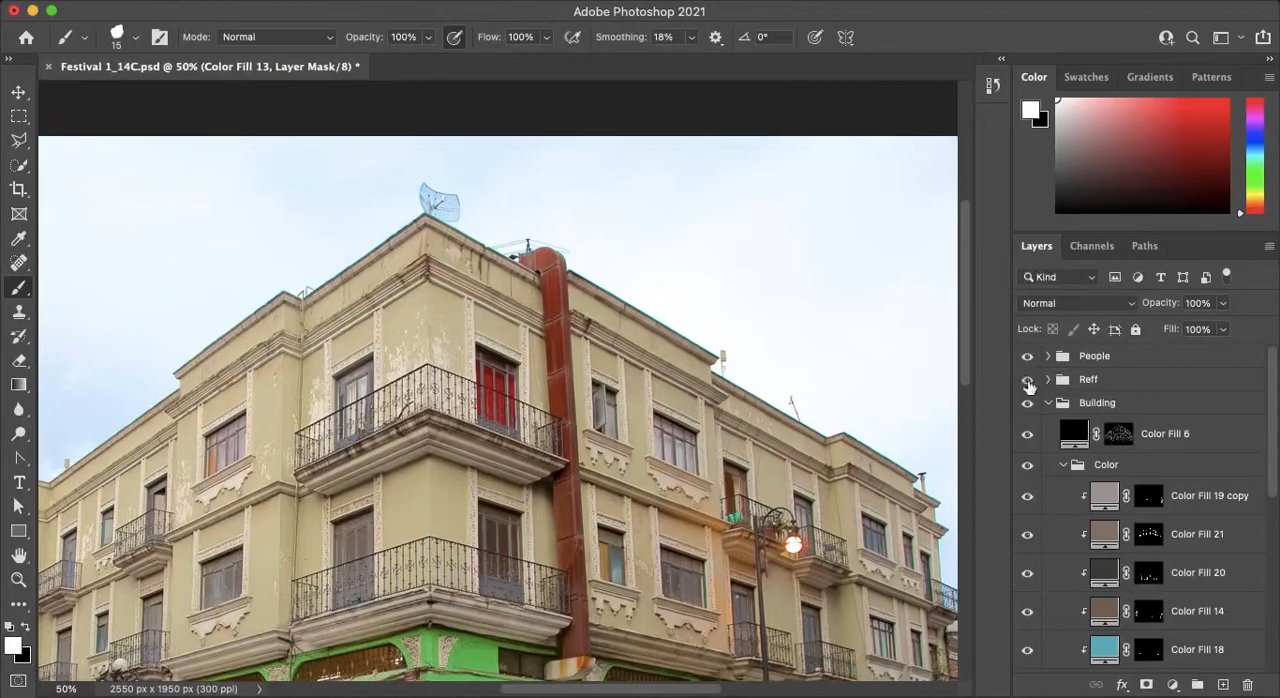 Adobe Photoshop 2021
15
Mode: Normal Opacity: 100% Flow: 100% Smoothing: 18% 0°
Festival 1_14C.psd @ 50% (Color Fill 13, Layer Mask/8) *
Color Swatches Gradients Patterns
Layers Channels Paths
Kind
Normal Opacity: 100%
Lock: Fill: 100%
People
Reff
Building
Color Fill 6
Color
Color Fill 19 copy
Color Fill 21
Color Fill 20
Color Fill 14
Color Fill 18
50% 2550 px x 1950 px (300 ppi)